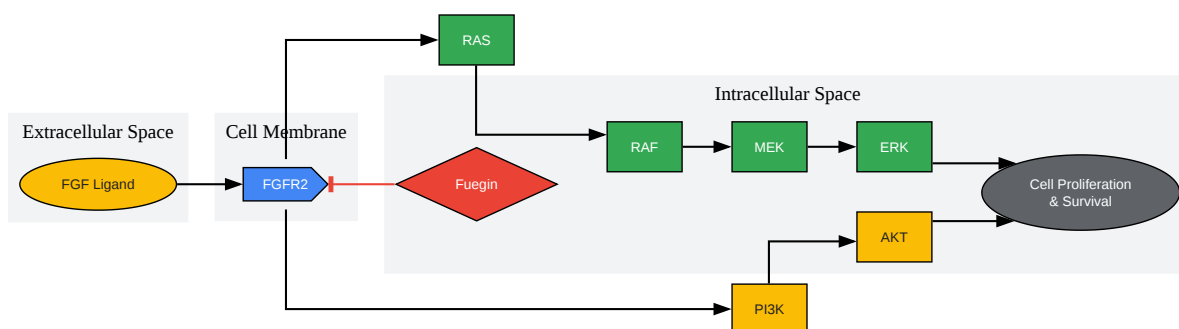 RAS
Intracellular Space
Extracellular Space
Cell Membrane
RAF
MEK
ERK
FGF Ligand
FGFR2
Fuegin
Cell Proliferation
& Survival
AKT
PI3K